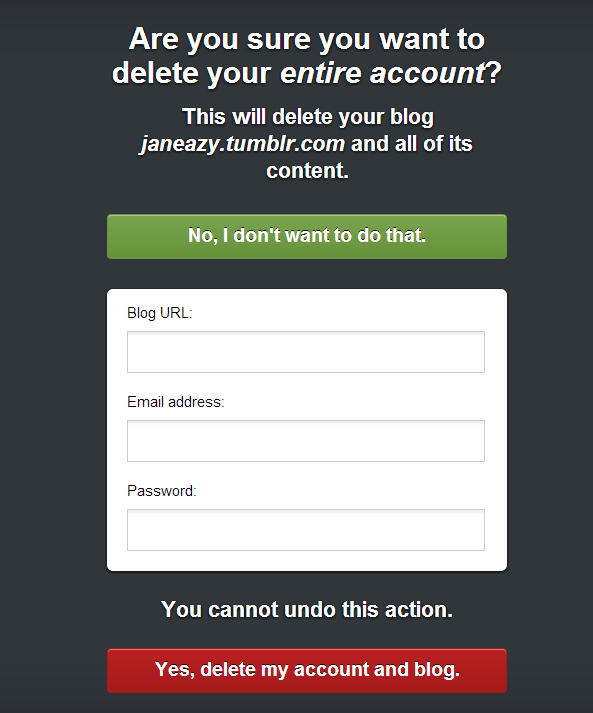 Are you sure you want to
delete your entire account?
This will delete your blog
janeazy.tumblr.com and all of its
content.
No, I don't want to do that.
Blog URL:
Email address:
Password:
You cannot undo this action.
Yes, delete my account and blog.